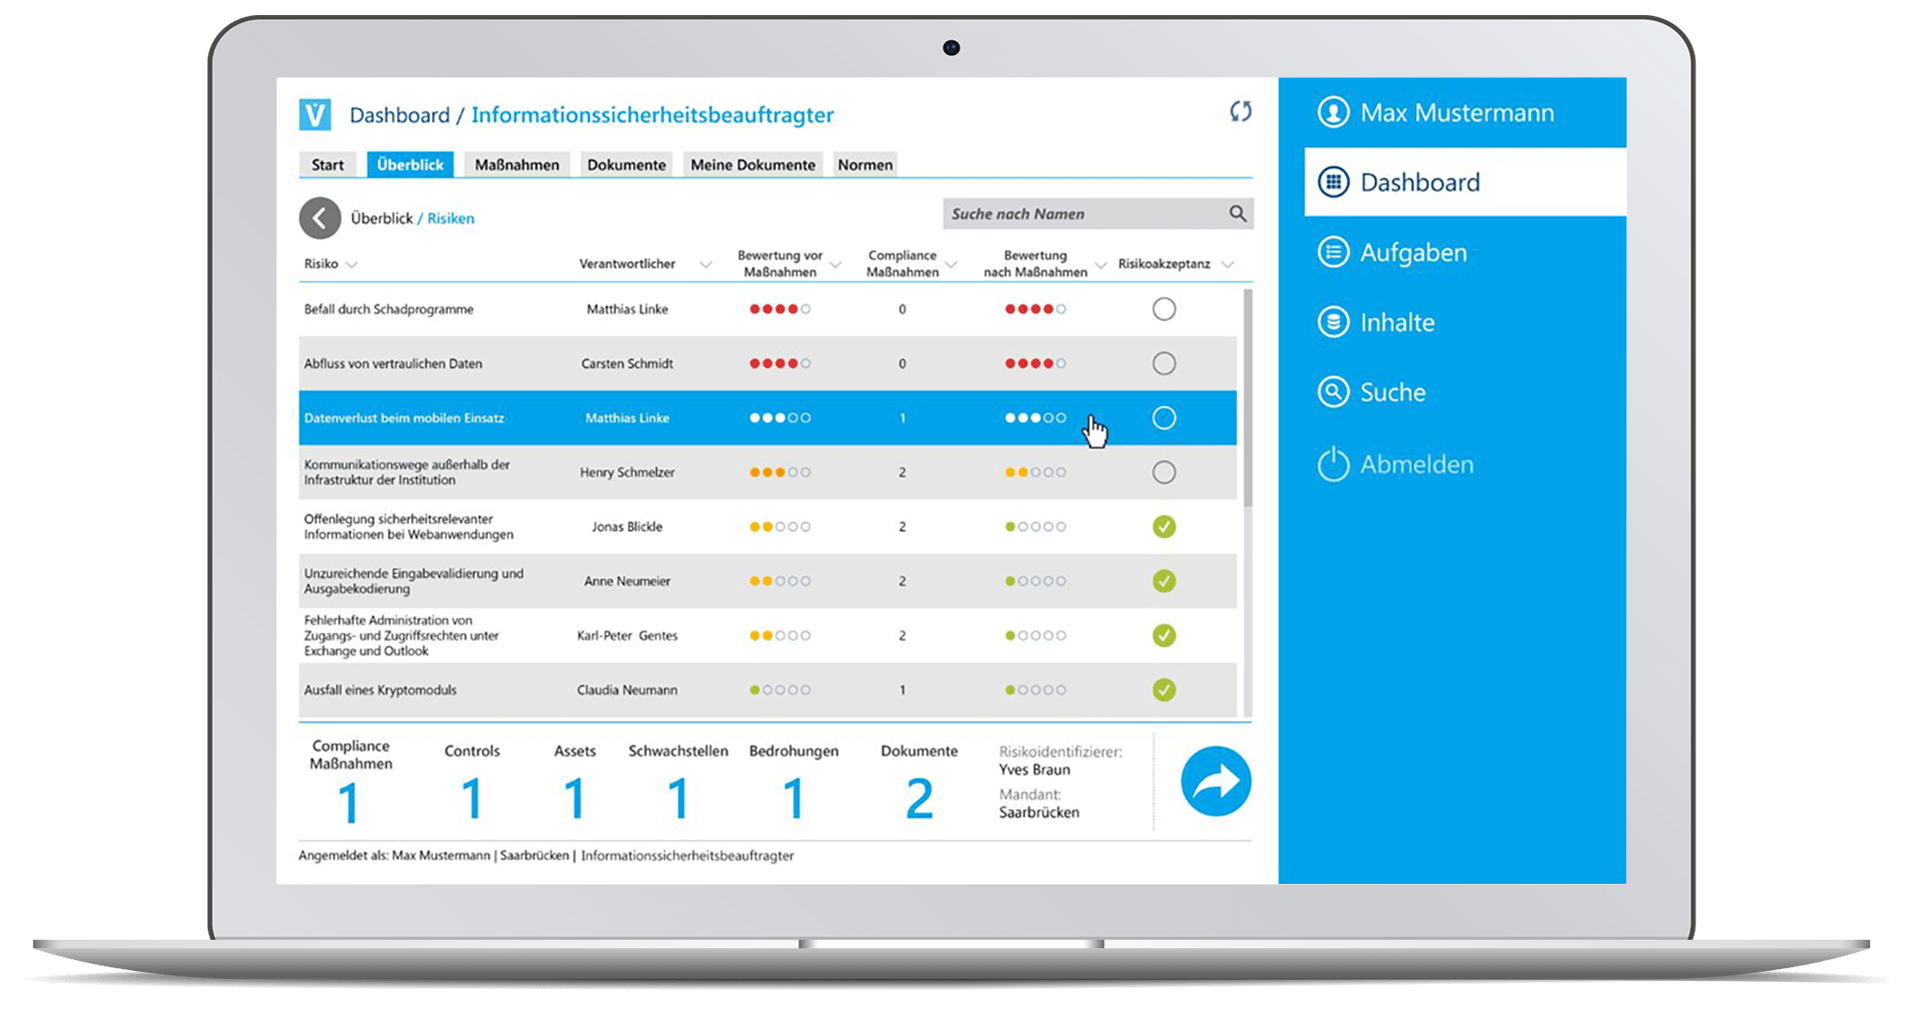 V Dashboard / Informationssicherheitsbeauftragter
Start Überblick Maßnahmen Dokumente Meine Dokumente Normen
Überblick / Risiken
Suche nach Namen
Risiko Verantwortlicher Bewertung vor Maßnahmen Compliance Maßnahmen Bewertung nach Maßnahmen Risikoakzeptanz
Befall durch Schadprogramme Matthias Linke 0
Abfluss von vertraulichen Daten Carsten Schmidt 0
Datenverlust beim mobilen Einsatz Matthias Linke 1
Kommunikationswege außerhalb der
Infrastruktur der Institution
Henry Schmelzer 2
Offenlegung sicherheitsrelevanter
Informationen bei Webanwendungen
Jonas Blickle 2
Unzureichende Eingabevalidierung und
Ausgabekodierung
Anne Neumeier 2
Fehlerhafte Administration von
Zugangs- und Zugriffsrechten unter
Exchange und Outlook
Karl-Peter Gentes 2
Ausfall eines Kryptomoduls Claudia Neumann 1
Compliance
Maßnahmen
1
Controls
1
Assets
1
Schwachstellen
1
Bedrohungen
1
Dokumente
2
Risikoidentifizierer:
Yves Braun
Mandant:
Saarbrücken
Angemeldet als: Max Mustermann | Saarbrücken | Informationssicherheitsbeauftragter
Max Mustermann
Dashboard
Aufgaben
Inhalte
Suche
Abmelden